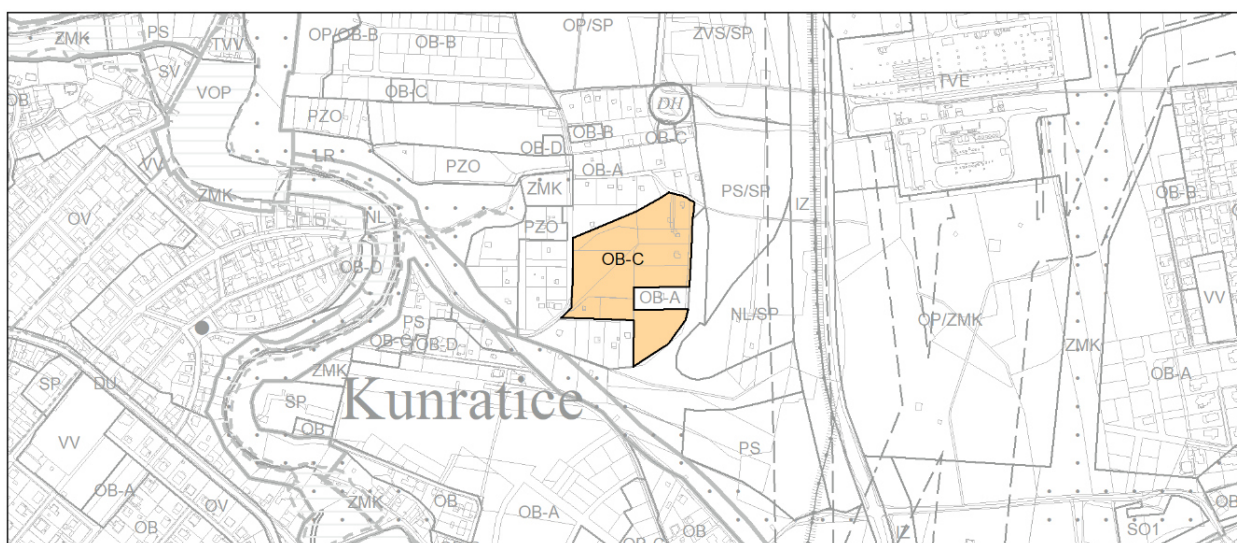 ZMK
PS
TVV
OP/OB-B
OB-B
OP/SP
ZVS/SP
SV
OB
VOP
OB-C
DH
TVE
PZO
OB-B
OB-C
OB-D
LR
PZO
OB-A
VV
ZMK
ZMK
PS/SP
IZ
OB-B
OV
NL
PZO
OB-D
OB-C
OB-A
VV
NL/SP
OP/ZMK
PS
OB-C
OB-D
ZMK
ZMK
OB-A
SP
DU
SP
Kunratice
VV
OB
PS
OB-A
OV
ZMK
OB
OB-A
OB
OB
SO1
IZ
OB